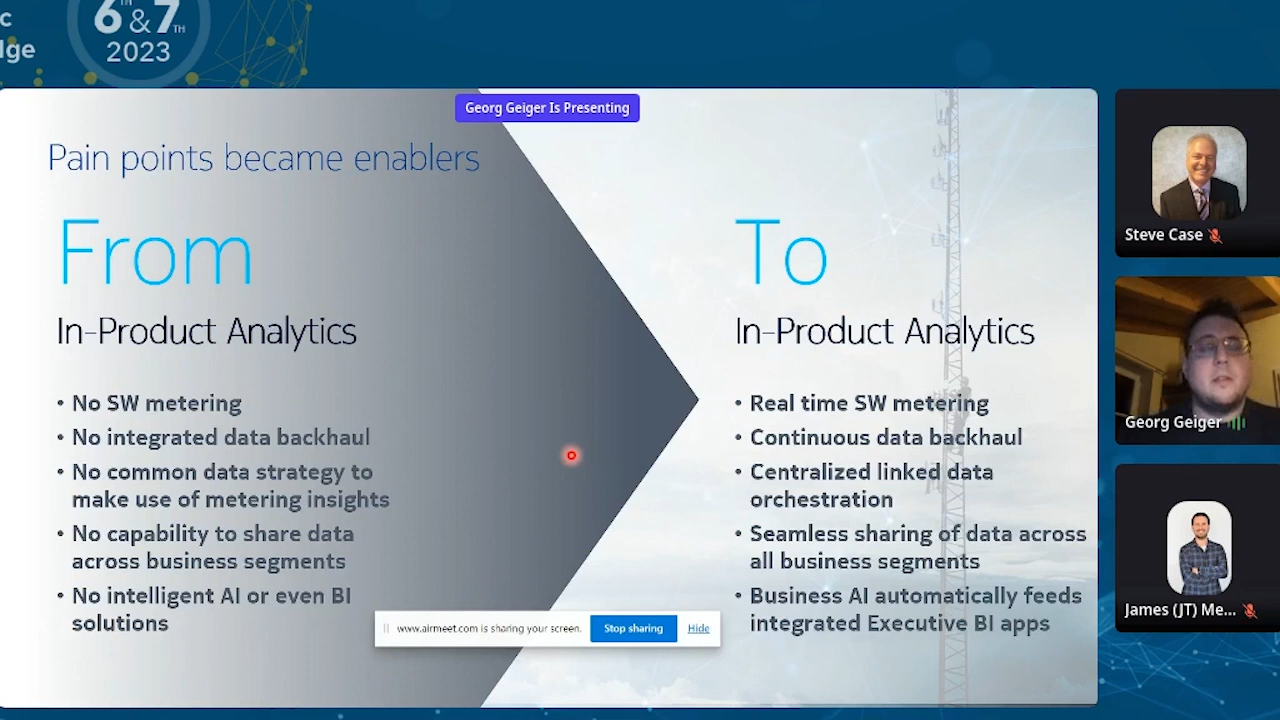 c
dge
6TH & 7TH
2023
Georg Geiger Is Presenting
Pain points became enablers
From
In-Product Analytics
• No SW metering
• No integrated data backhaul
• No common data strategy to
make use of metering insights
• No capability to share data
across business segments
• No intelligent AI or even BI
solutions
To
In-Product Analytics
• Real time SW metering
• Continuous data backhaul
• Centralized linked data
orchestration
• Seamless sharing of data across
all business segments
• Business AI automatically feeds
integrated Executive BI apps
www.airmeet.com is sharing your screen.
Stop sharing
Hide
Steve Case
Georg Geiger
James (JT) Me...